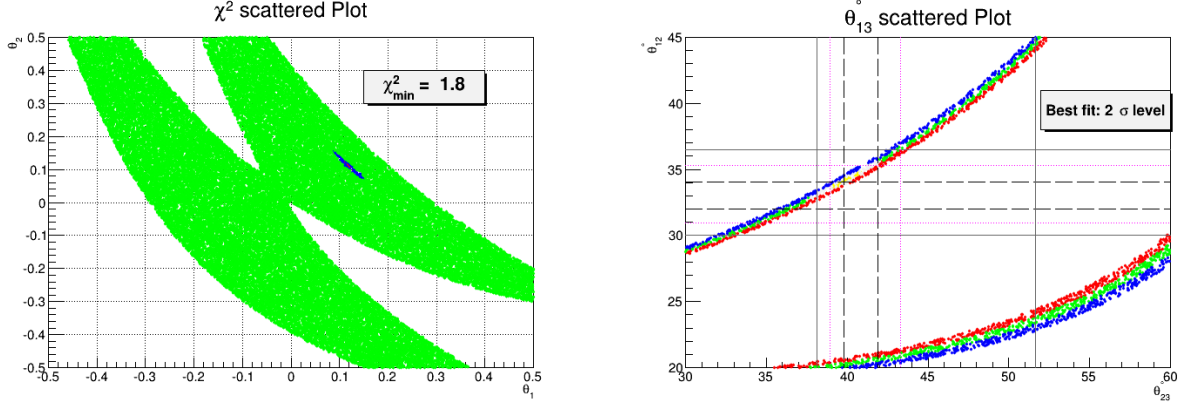 χ² scattered Plot
θ₂
0.5
0.4
0.3
0.2
0.1
0
-0.1
-0.2
-0.3
-0.4
-0.5
χ²min = 1.8
-0.5 -0.4 -0.3 -0.2 -0.1 0 0.1 0.2 0.3 0.4 0.5
θ₁
θ°₁₃ scattered Plot
θ°₁₂
45
40
35
30
25
20
Best fit: 2 σ level
30 35 40 45 50 55 60
θ°₂₃